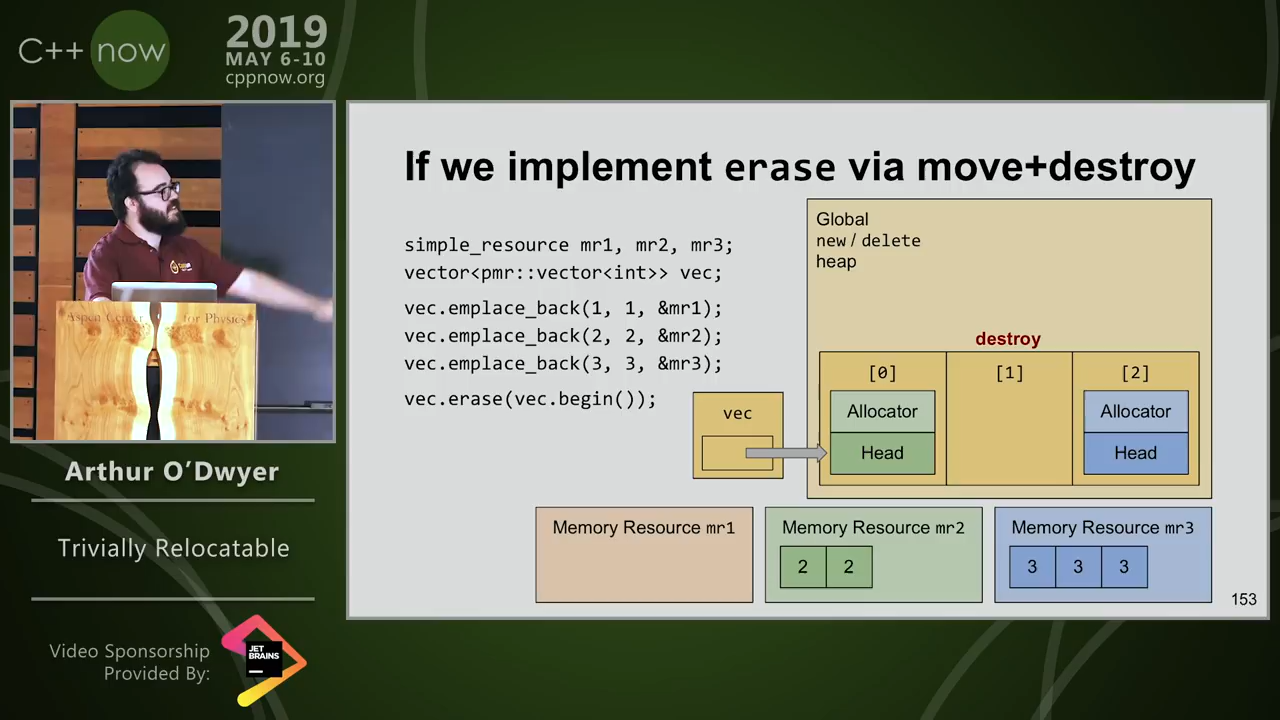 C++ now
2019
MAY 6-10
cppnow.org
Aspen Center for Physics
Arthur O'Dwyer
Trivially Relocatable
Video Sponsorship
Provided By:
JET
BRAINS
If we implement erase via move+destroy
simple_resource mr1, mr2, mr3;
vector<pmr::vector<int>> vec;
vec.emplace_back(1, 1, &mr1);
vec.emplace_back(2, 2, &mr2);
vec.emplace_back(3, 3, &mr3);
vec.erase(vec.begin());
vec
Global
new / delete
heap
destroy
[0] [1] [2]
Allocator Allocator
Head Head
Memory Resource mr1
Memory Resource mr2
2 2
Memory Resource mr3
3 3 3
153